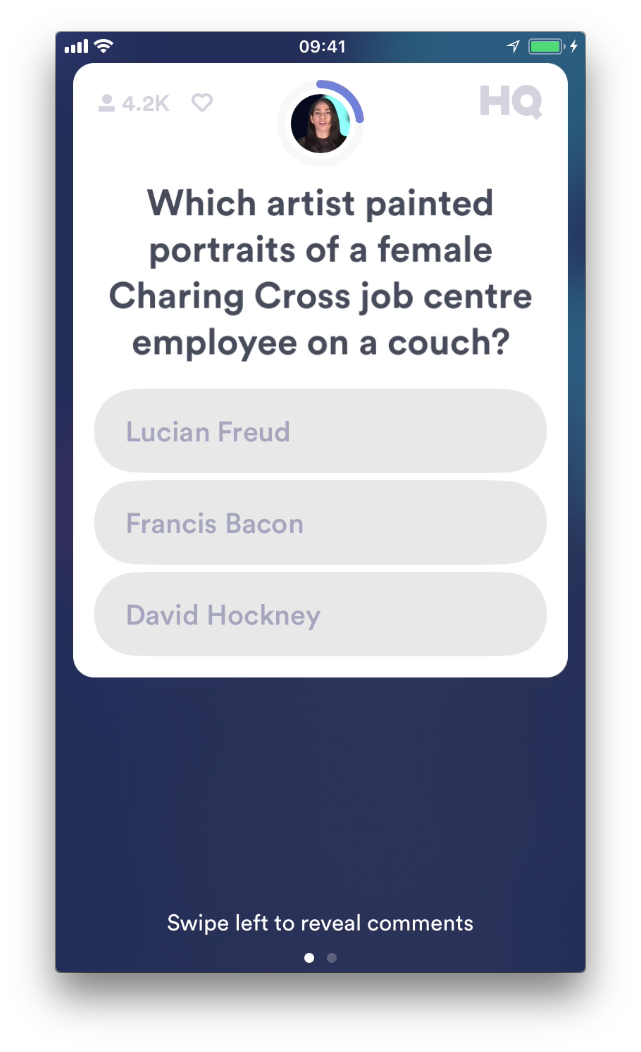 09:41
4.2K
HQ
Which artist painted
portraits of a female
Charing Cross job centre
employee on a couch?
Lucian Freud
Francis Bacon
David Hockney
Swipe left to reveal comments